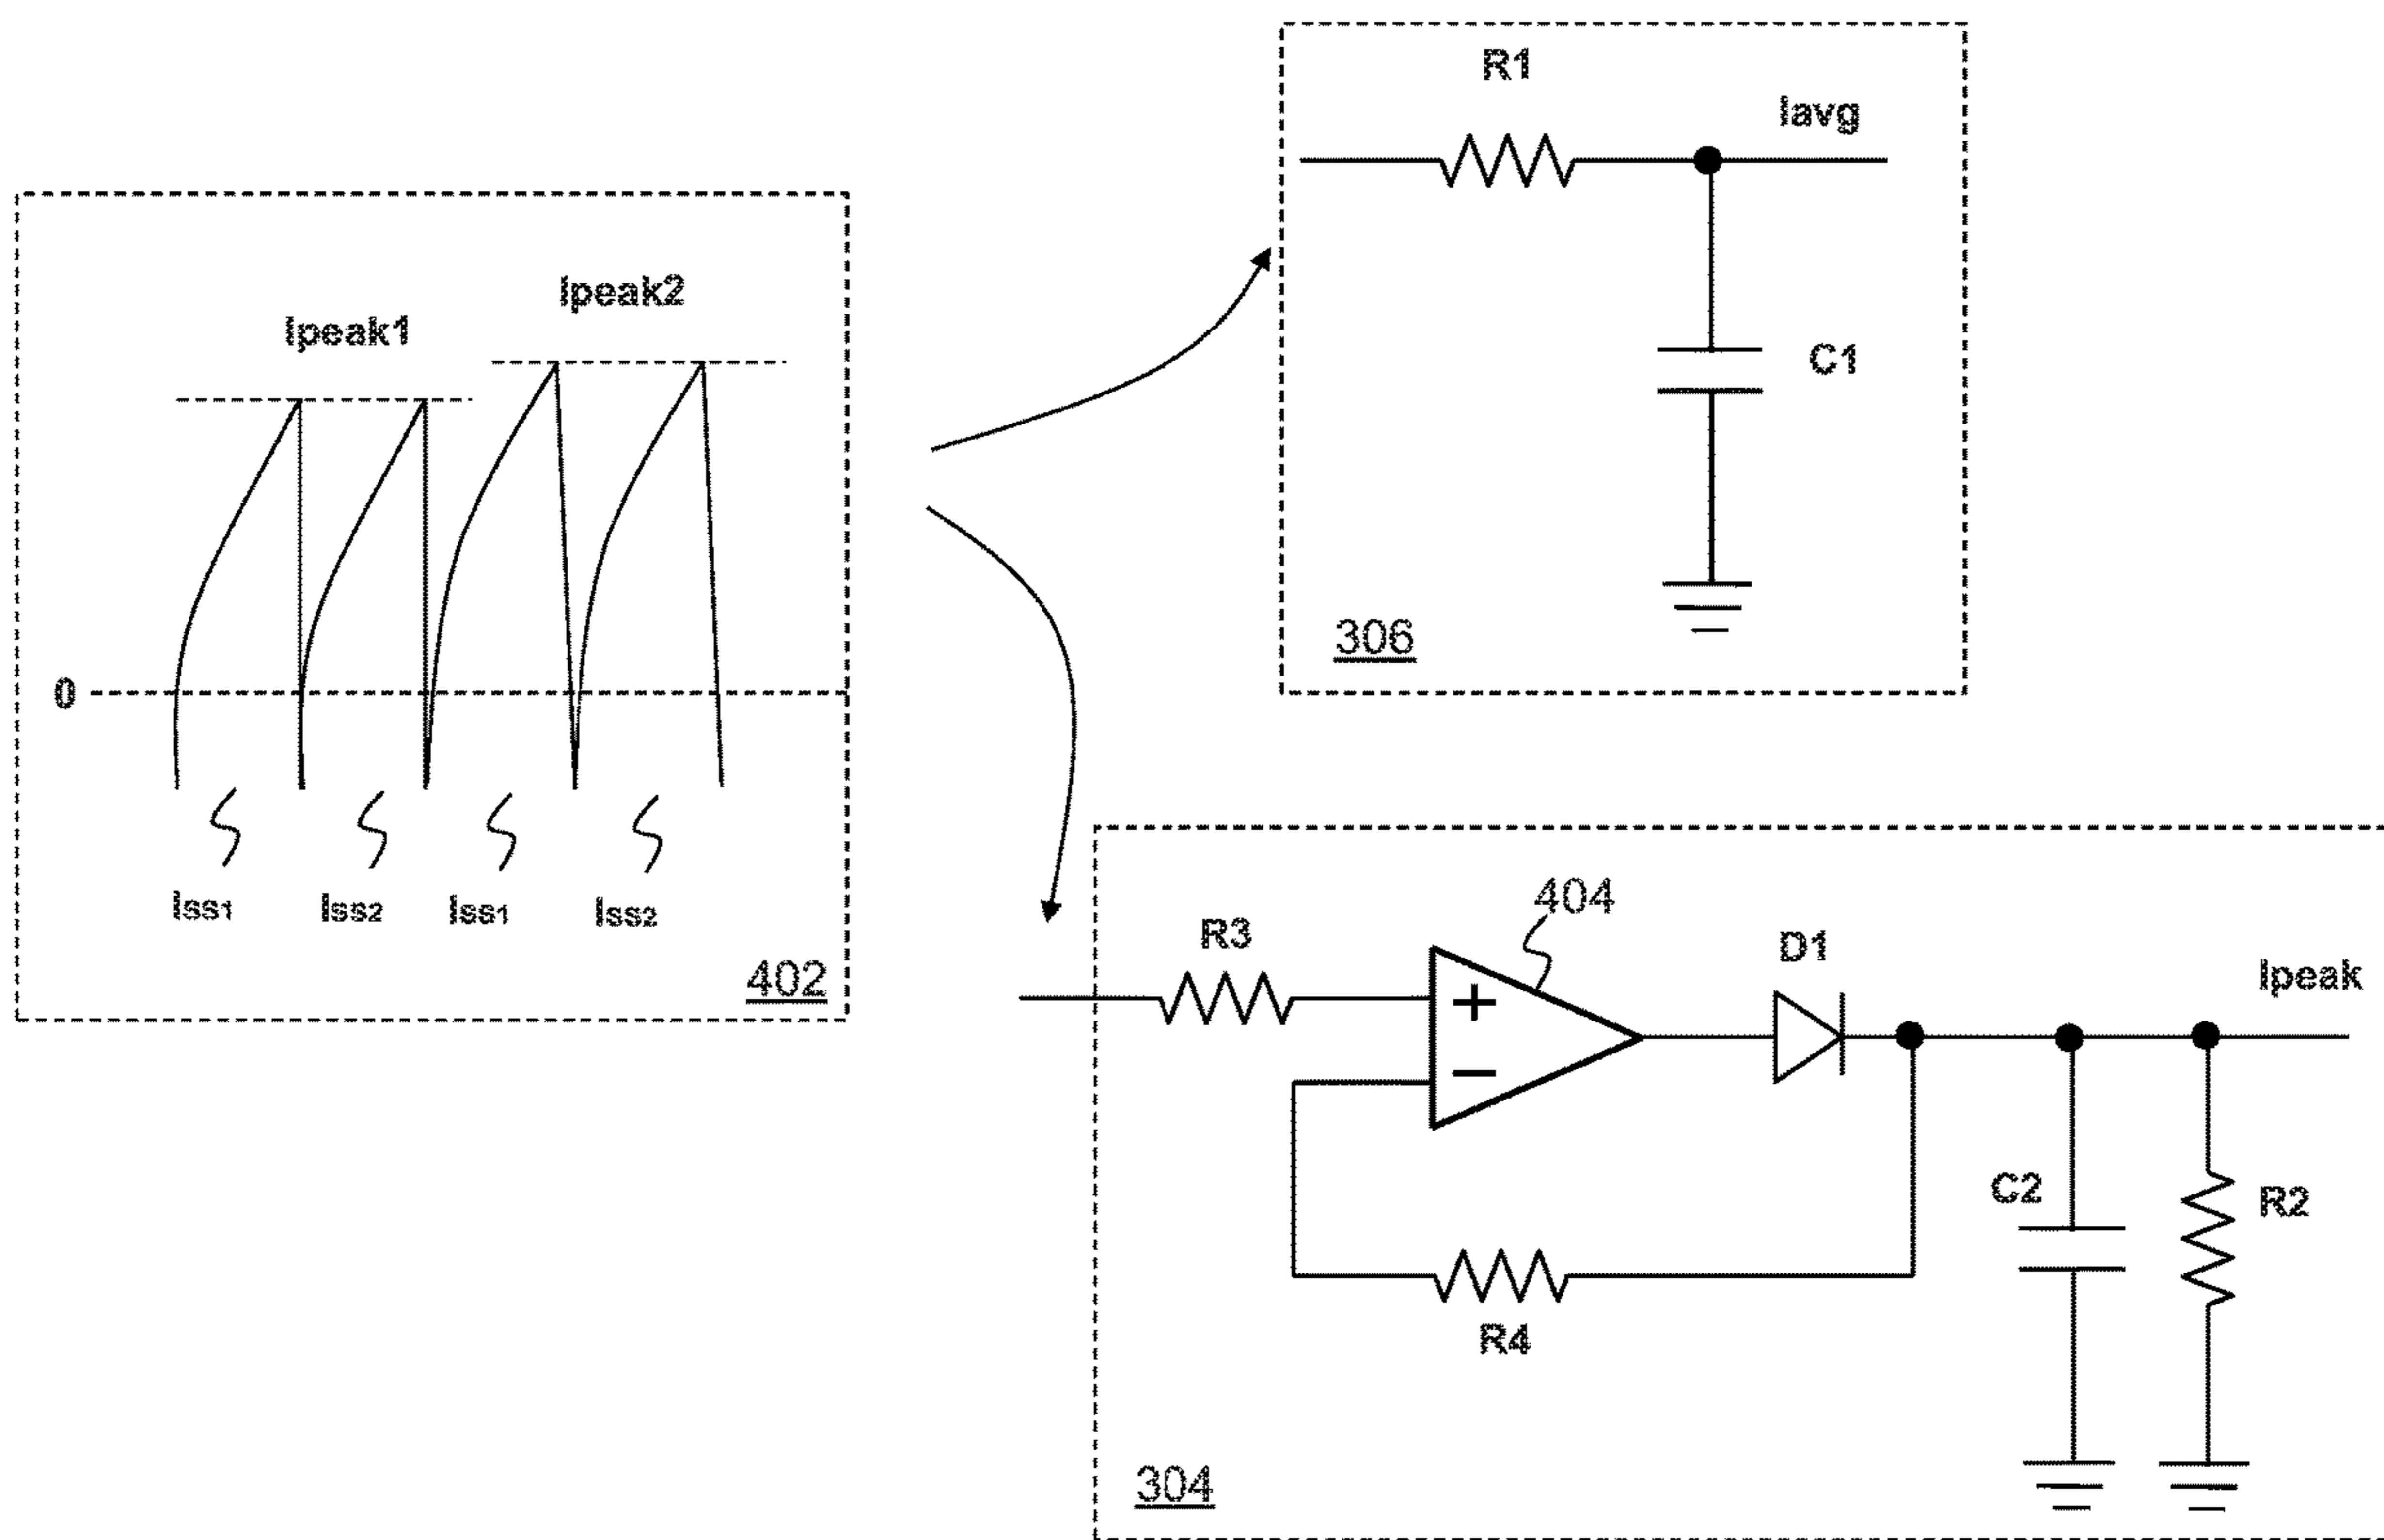 Ipeak1
Ipeak2
0
Iss1
Iss2
Iss1
Iss2
402
R1
Iavg
C1
306
R3
404
+
−
D1
Ipeak
R4
C2
R2
304